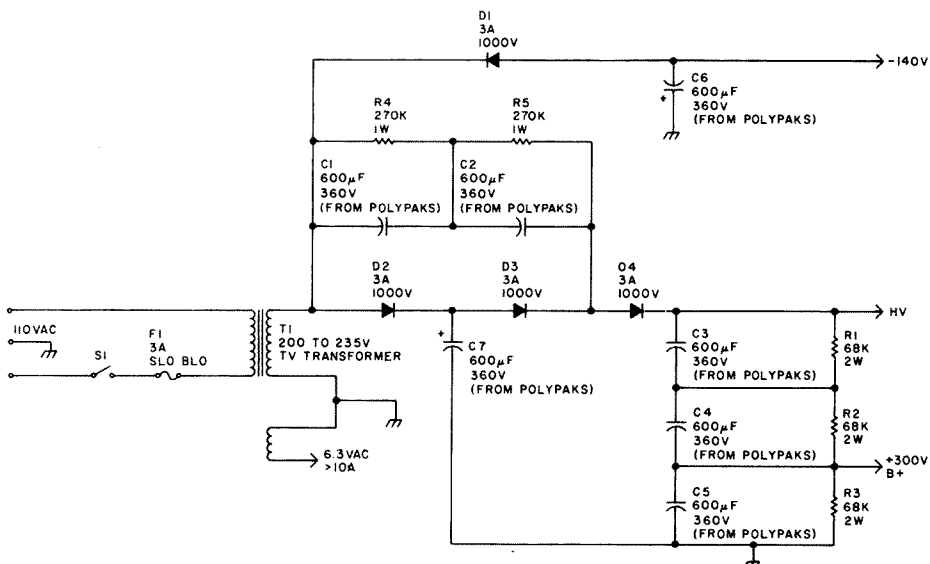 D1
3A
1000V
-140V
C6
600µF
360V
(FROM POLYPAKS)
+
R4
270K
1W
R5
270K
1W
C1
600µF
360V
(FROM POLYPAKS)
C2
600µF
360V
(FROM POLYPAKS)
D2
3A
1000V
D3
3A
1000V
D4
3A
1000V
HV
110VAC
S1
F1
3A
SLO BLO
T1
200 TO 235V
TV TRANSFORMER
+
C7
600µF
360V
(FROM POLYPAKS)
C3
600µF
360V
(FROM POLYPAKS)
R1
68K
2W
C4
600µF
360V
(FROM POLYPAKS)
R2
68K
2W
+300V
B+
6.3VAC
>10A
C5
600µF
360V
(FROM POLYPAKS)
R3
68K
2W